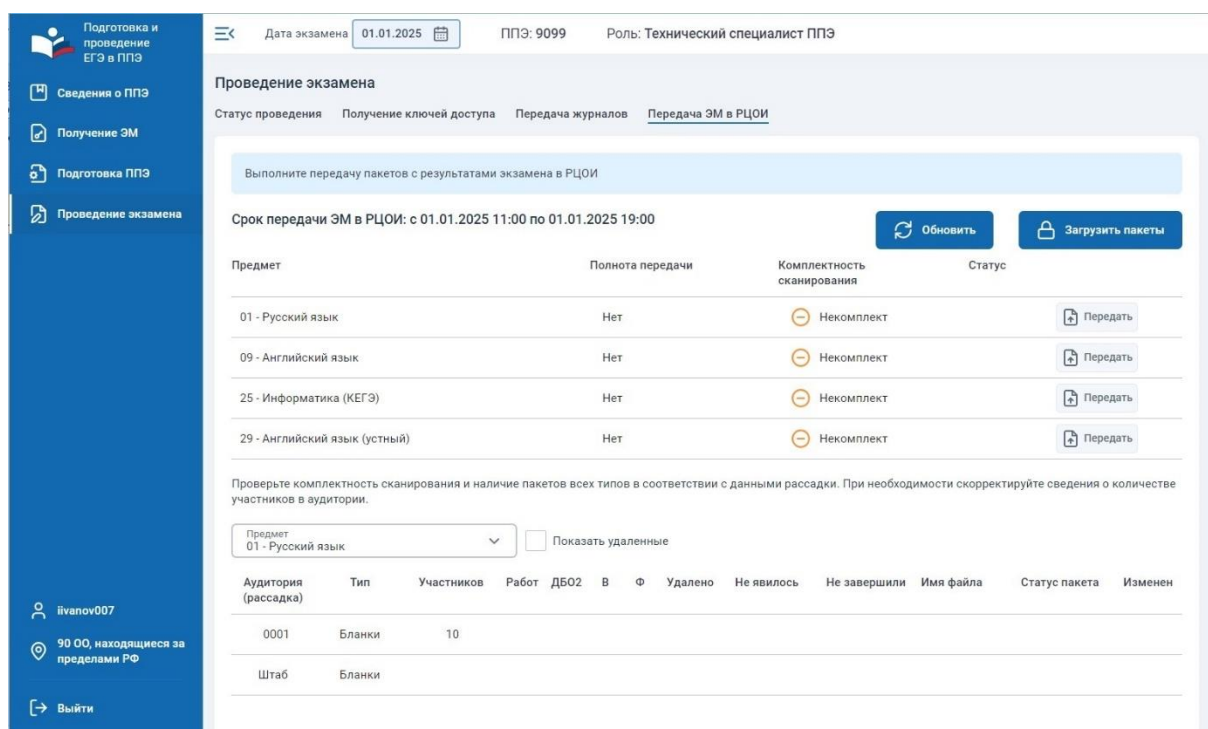 Подготовка и
проведение
ЕГЭ в ППЭ
Сведения о ППЭ
Получение ЭМ
Подготовка ППЭ
Проведение экзамена
iivanov007
90 ОО, находящиеся за
пределами РФ
Выйти
Дата экзамена 01.01.2025 ППЭ: 9099 Роль: Технический специалист ППЭ
Проведение экзамена
Статус проведения Получение ключей доступа Передача журналов Передача ЭМ в РЦОИ
Выполните передачу пакетов с результатами экзамена в РЦОИ
Срок передачи ЭМ в РЦОИ: с 01.01.2025 11:00 по 01.01.2025 19:00
Обновить Загрузить пакеты
Предмет Полнота передачи Комплектность Статус
сканирования
01 - Русский язык Нет Некомплект Передать
09 - Английский язык Нет Некомплект Передать
25 - Информатика (КЕГЭ) Нет Некомплект Передать
29 - Английский язык (устный) Нет Некомплект Передать
Проверьте комплектность сканирования и наличие пакетов всех типов в соответствии с данными рассадки. При необходимости скорректируйте сведения о количестве
участников в аудитории.
Предмет
01 - Русский язык Показать удаленные
Аудитория Тип Участников Работ ДБО2 В Ф Удалено Не явилось Не завершили Имя файла Статус пакета Изменен
(рассадка)
0001 Бланки 10
Штаб Бланки